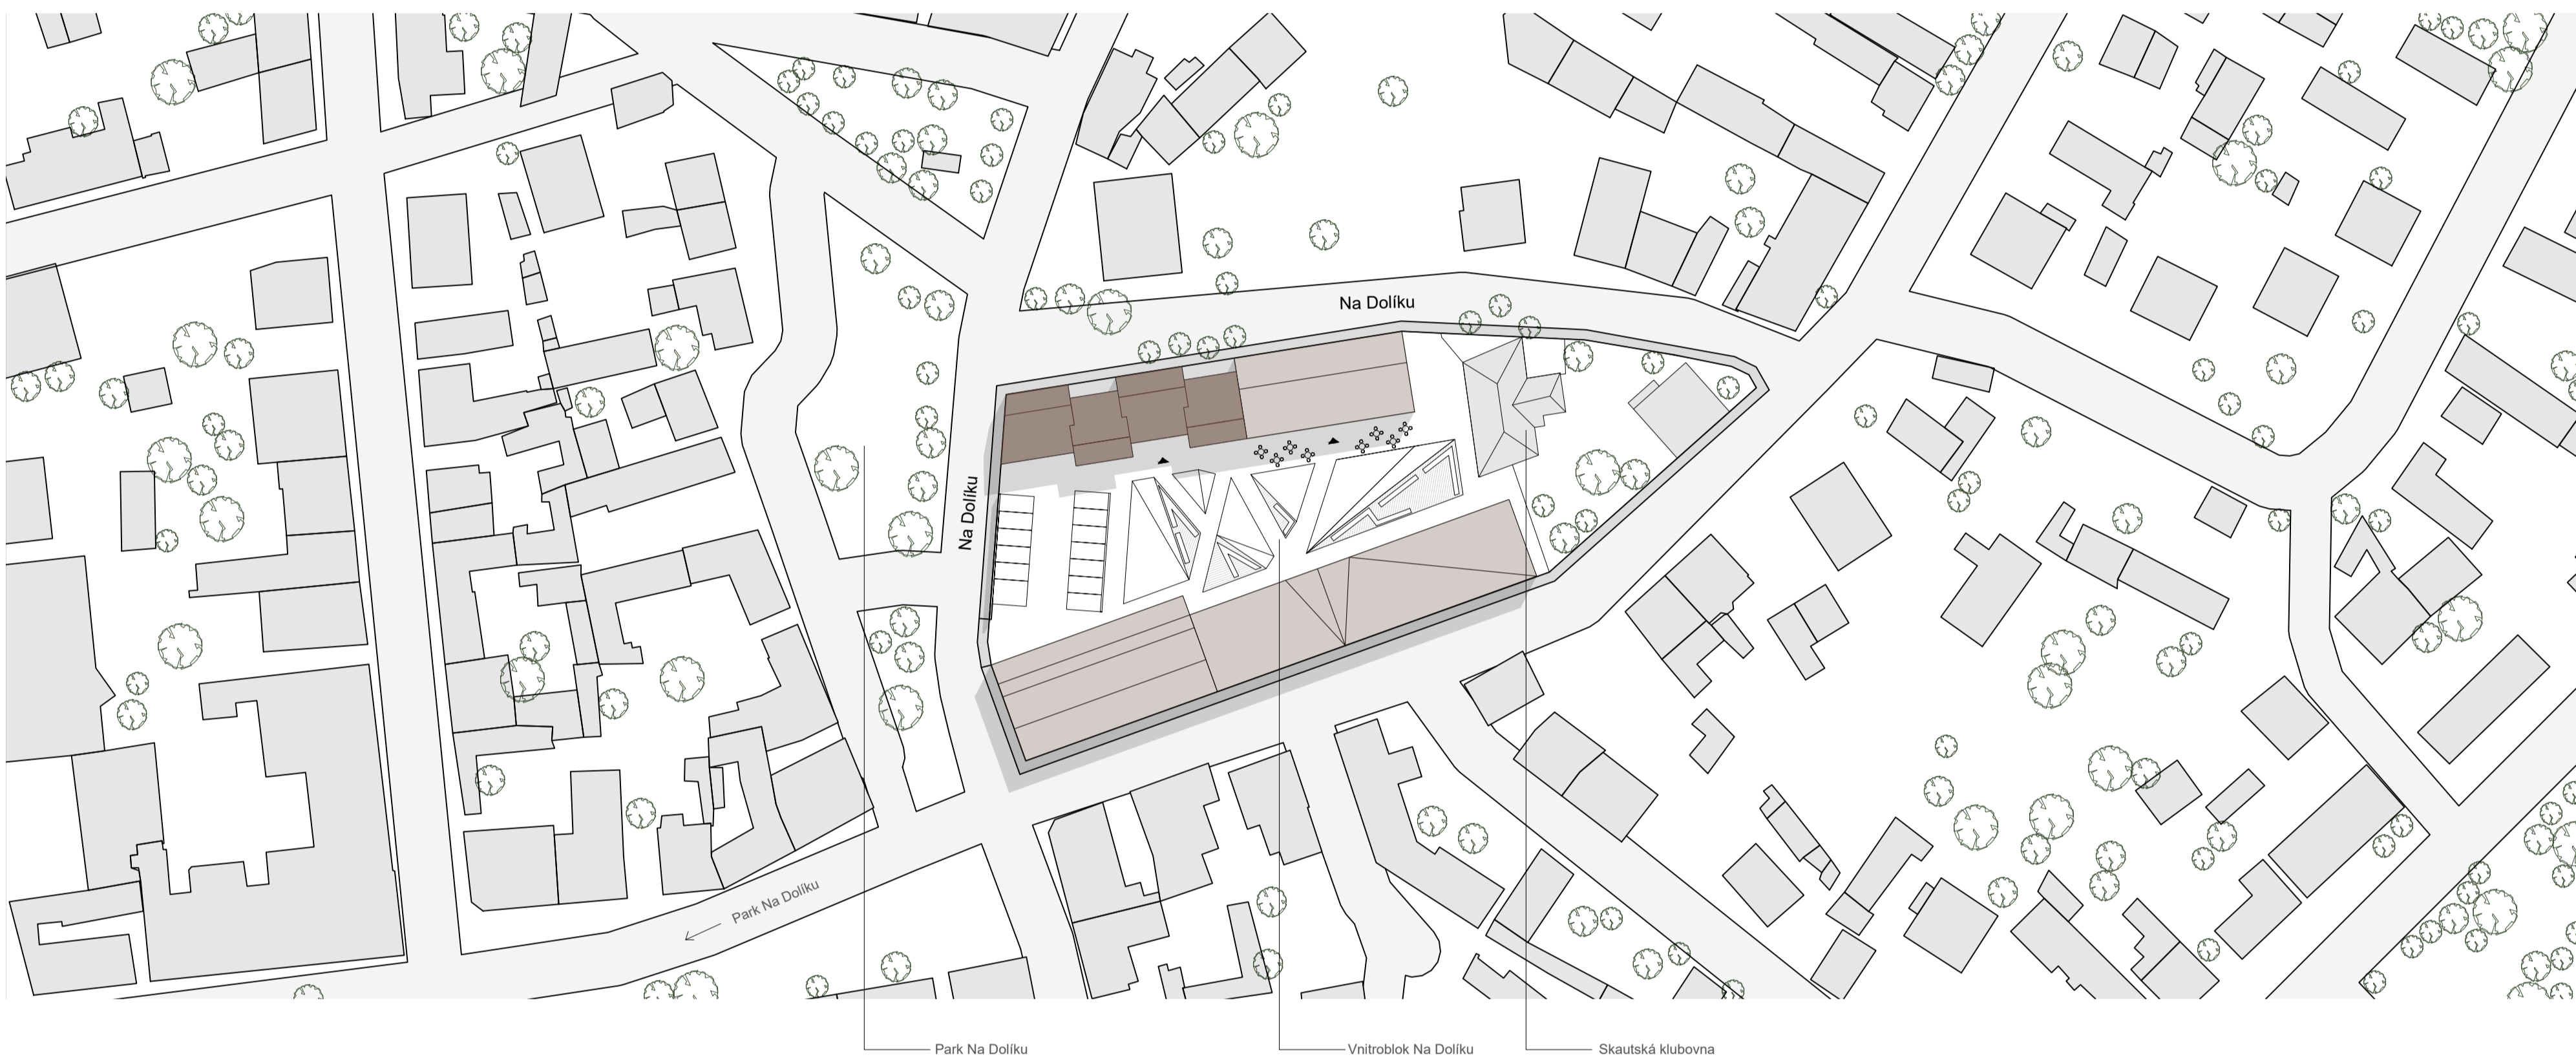 Na Dolíku
Na Dolíku
Park Na Dolíku
Park Na Dolíku
Vnitroblok Na Dolíku
Skautská klubovna